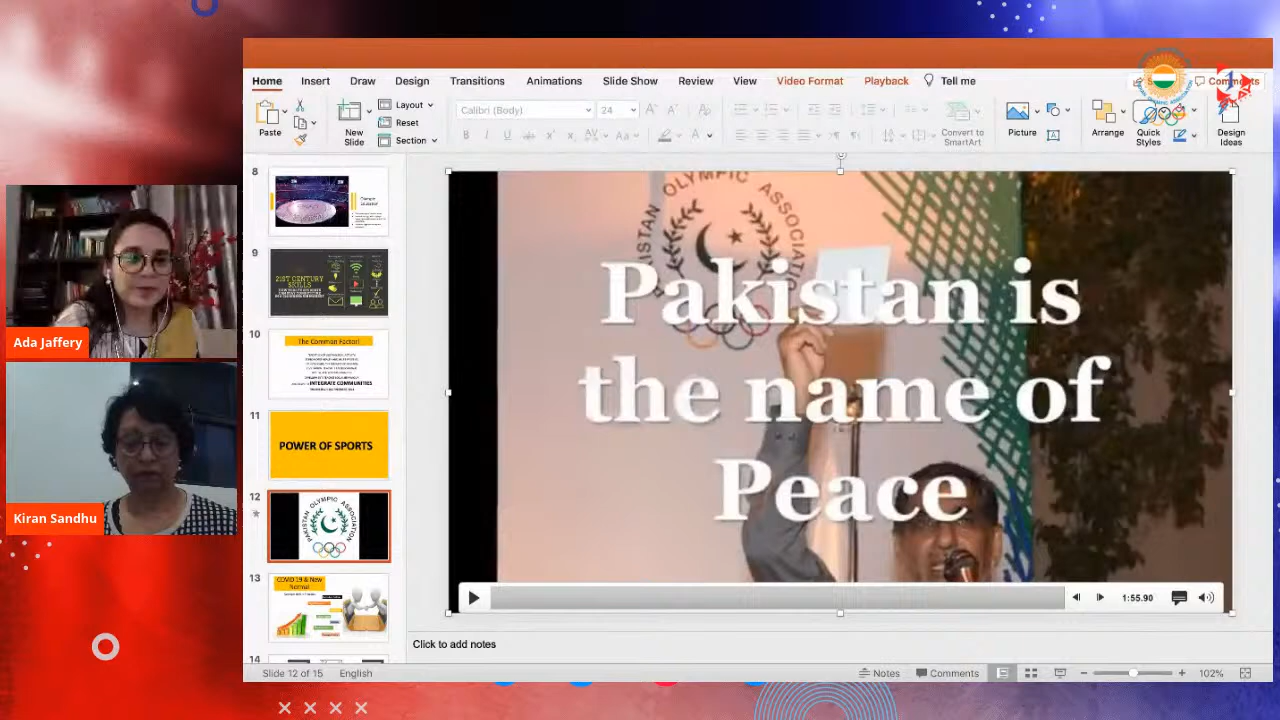 Home Insert Draw Design Transitions Animations Slide Show Review View Video Format Playback Tell me
Comments
Paste
New
Slide
Layout
Reset
Section
Calibri (Body) 24
Convert to
SmartArt
Picture
Arrange
Quick
Styles
Design
Ideas
8
9
21ST CENTURY
SKILLS
10
The Common Factor!
INTEGRATE COMMUNITIES
11
POWER OF SPORTS
12
PAKISTAN OLYMPIC ASSOCIATION
13
COVID 19 & New
Normal
14
PAKISTAN OLYMPIC ASSOCIATION
Pakistan is
the name of
Peace
1:55.90
Click to add notes
Slide 12 of 15 English
Notes Comments 102%
Ada Jaffery
Kiran Sandhu